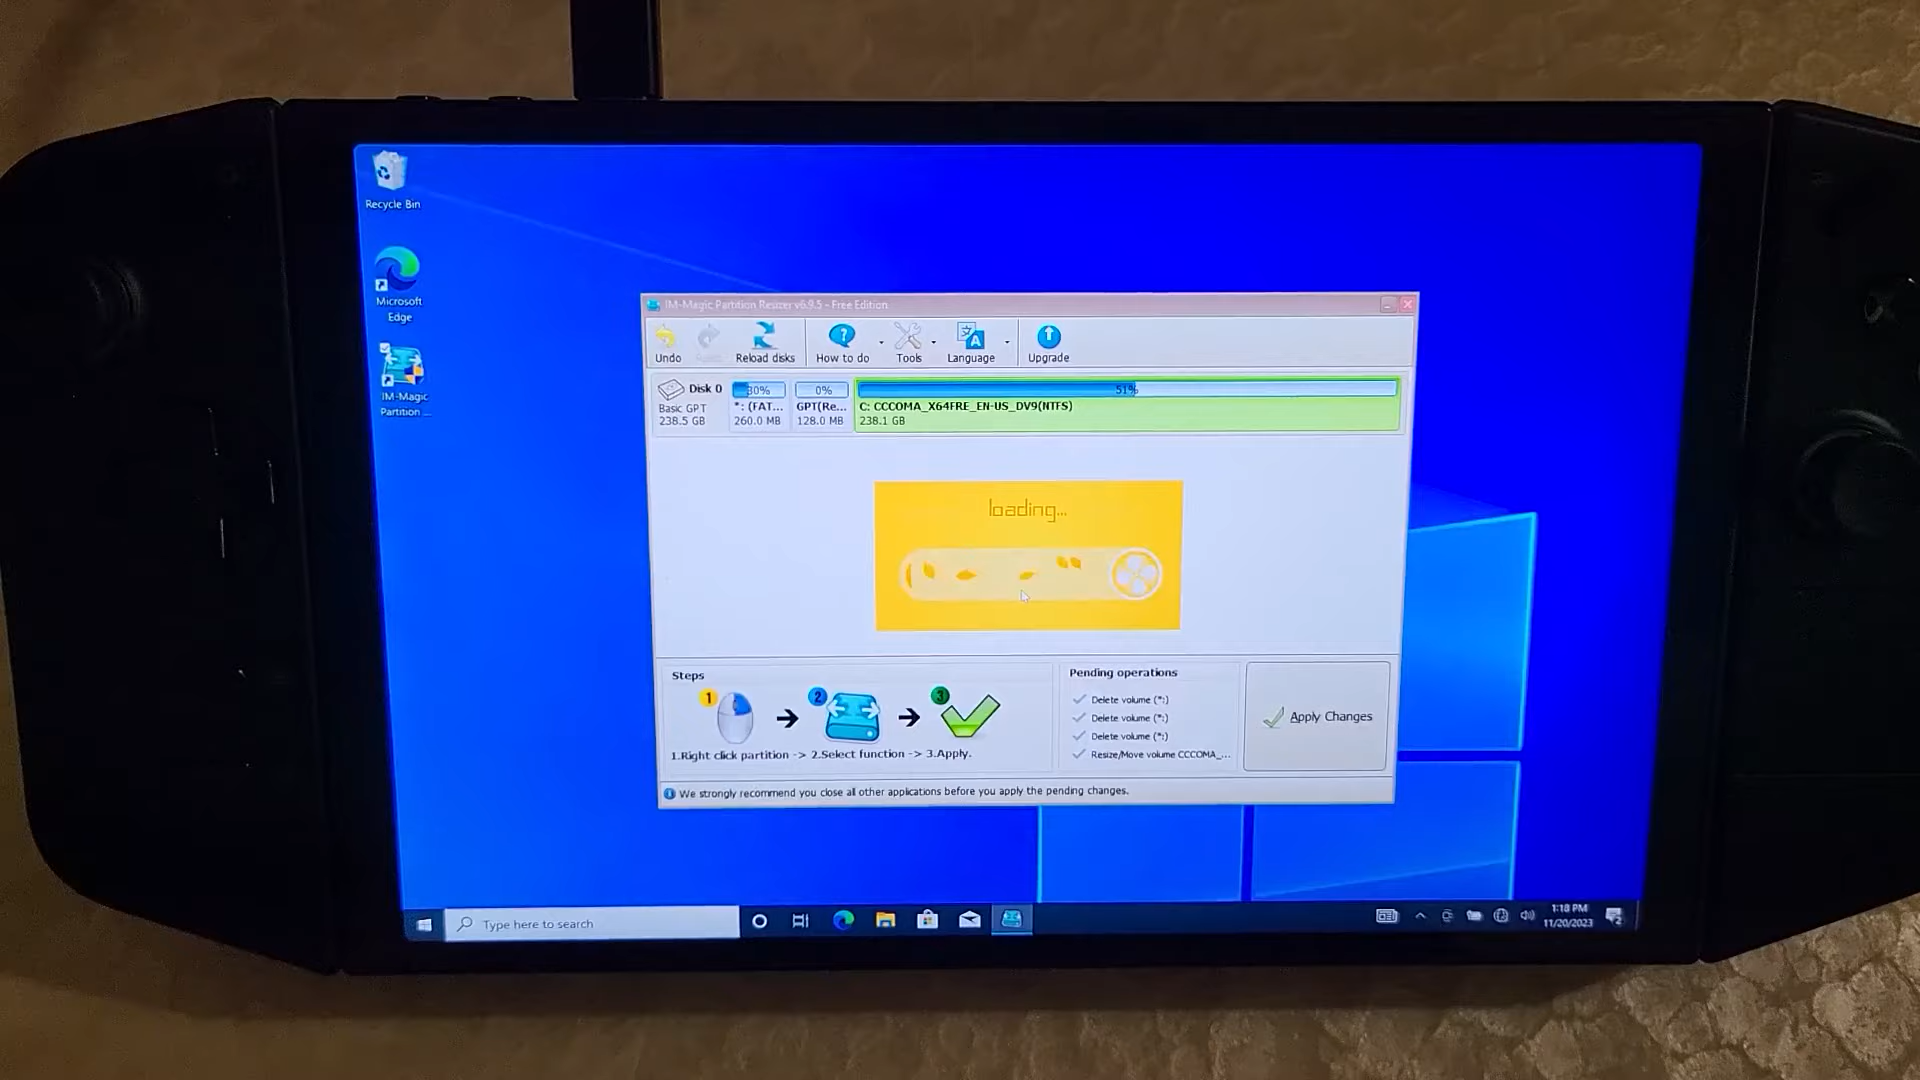 Recycle Bin
Microsoft
Edge
IM-Magic
Partition ...
IM-Magic Partition Resizer v6.9.5 - Free Edition
Undo
Reload disks
How to do
Tools
Language
Upgrade
Disk 0
Basic GPT
238.5 GB
30%
*: (FAT...
260.0 MB
0%
GPT(Re...
128.0 MB
51%
C: CCCOMA_X64FRE_EN-US_DV9(NTFS)
238.1 GB
loading...
Steps
1
2
3
1.Right click partition -> 2.Select function -> 3.Apply.
Pending operations
Delete volume (*:)
Delete volume (*:)
Delete volume (*:)
Resize/Move volume CCCOMA_...
Apply Changes
We strongly recommend you close all other applications before you apply the pending changes.
Type here to search
1:18 PM
11/20/2023